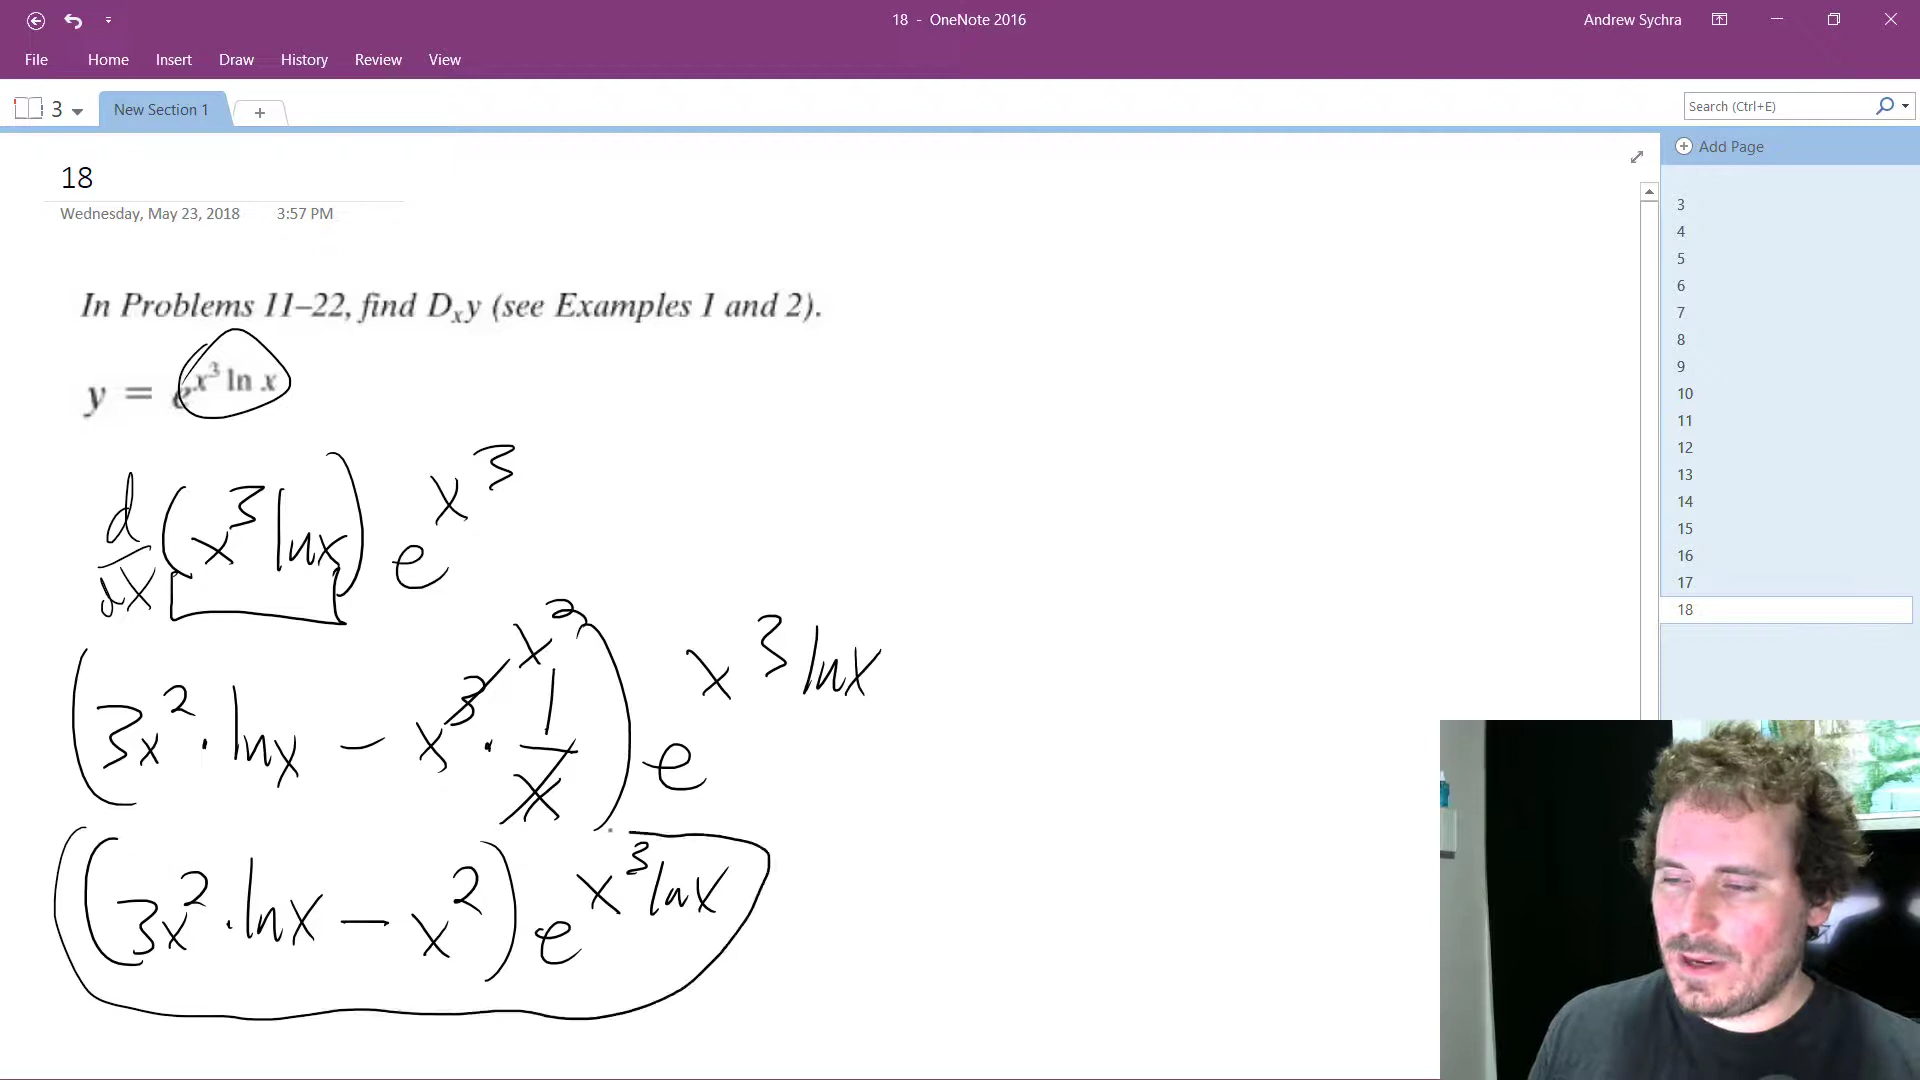 18 - OneNote 2016
Andrew Sychra
File Home Insert Draw History Review View
3 New Section 1 +
Search (Ctrl+E)
Add Page
18
Wednesday, May 23, 2018 3:57 PM
In Problems 11–22, find Dₓy (see Examples 1 and 2).
y = e^(x³ ln x)
d/dx (x³ lnx) e^(x³)
(3x² · lnx − x³ · 1/x) x² e^(x³ lnx)
(3x² · lnx − x²) e^(x³ lnx)
3
4
5
6
7
8
9
10
11
12
13
14
15
16
17
18